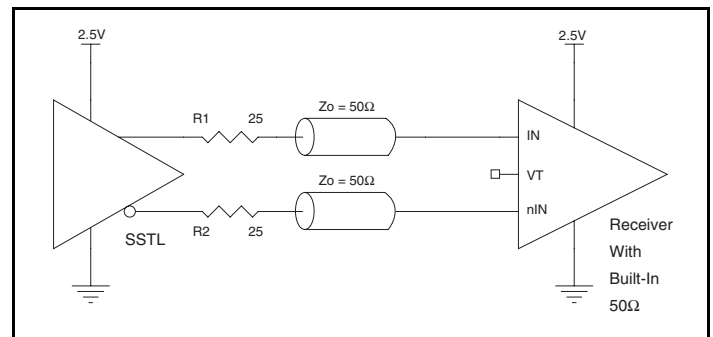 2.5V
2.5V
R1 25
Zo = 50Ω
IN
Zo = 50Ω
VT
nIN
SSTL
R2 25
Receiver
With
Built-In
50Ω